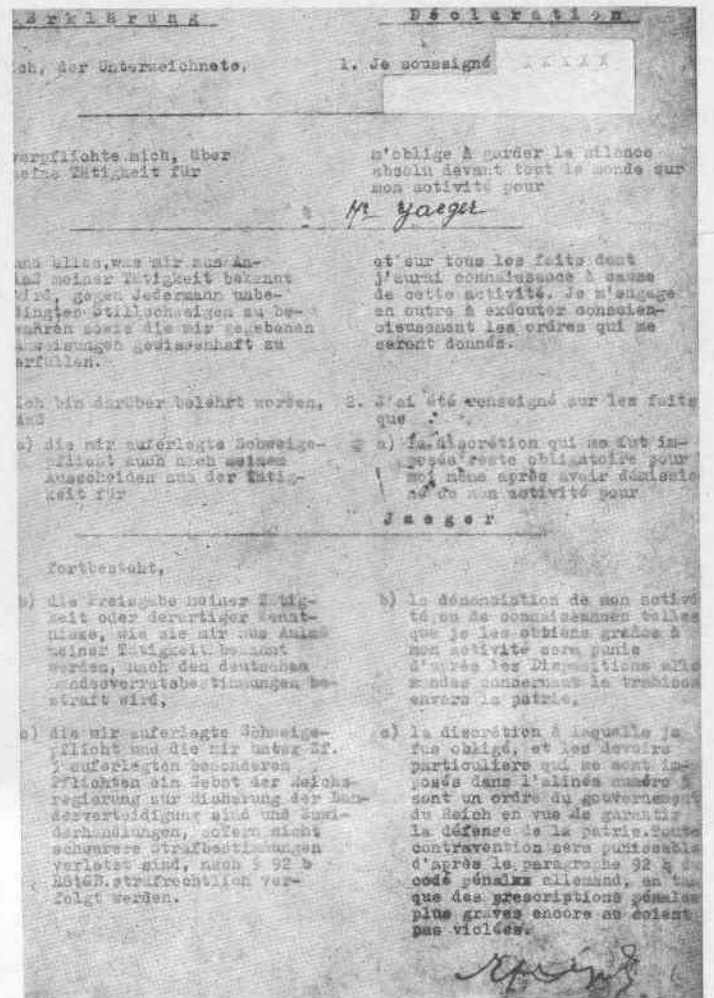 Erklärung
ich, der Unterzeichnete,
verpflichte mich, über
meine Tätigkeit für
und alles, was mir aus An-
laß meiner Tätigkeit bekannt
wird, gegen Jedermann unbe-
dingtes Stillschweigen zu be-
wahren sowie die mir gegebenen
Anweisungen gewissenhaft zu
erfüllen.
Ich bin darüber belehrt worden,
a) die mir auferlegte Schweige-
pflicht auch nach meinem
Ausscheiden aus der Tätig-
keit für
fortbesteht,
b) die Preisgabe meiner Tätig-
keit oder derartiger Kennt-
nisse, wie sie mir aus Anlaß
meiner Tätigkeit bekannt
werden, nach den deutschen
Landesverratsbestimmungen be-
straft wird,
c) die mir auferlegte Schweige-
pflicht und die mir unter Zf.
auferlegten besonderen
Pflichten ein Gebot der Reichs-
regierung zur Sicherung der Lan-
desverteidigung sind und Zuwi-
derhandlungen, sofern nicht
schwerere Strafbestimmungen
verletzt sind, nach § 92 b
RStGB. strafrechtlich ver-
folgt werden.
Déclaration
1. Je soussigné XXXXX
m'oblige à garder le silence
absolu devant tout le monde sur
mon activité pour
Mr Yaeger
et sur tous les faits dont
j'aurai connaissance à cause
de cette activité. Je m'engage
en outre à exécuter conscien-
cieusement les ordres qui me
seront donnés.
2. J'ai été renseigné sur les faits
que :
a) la discrétion qui me fut im-
posée reste obligatoire pour
moi même après avoir démissio
né de mon activité pour
Jaeger
b) la dénonciation de mon activi
té, ou de connaissances telles
que je les obtiens graces à
mon activité sera punie
d'après les Dispositions alle
mandes concernant la trahison
envers la patrie,
c) la discrétion à laquelle je
fus obligé, et les devoirs
particuliers qui me sont im-
posés dans l'alinéa numéro
sont un ordre du gouvernement
du Reich en vue de garantir
la défense de la patrie. Toute
contravention sera punissable
d'après le paragraphe 92 b du
code pénalxx allemand, en tan
que des prescriptions pénales
plus graves encore ne soient
pas violées.